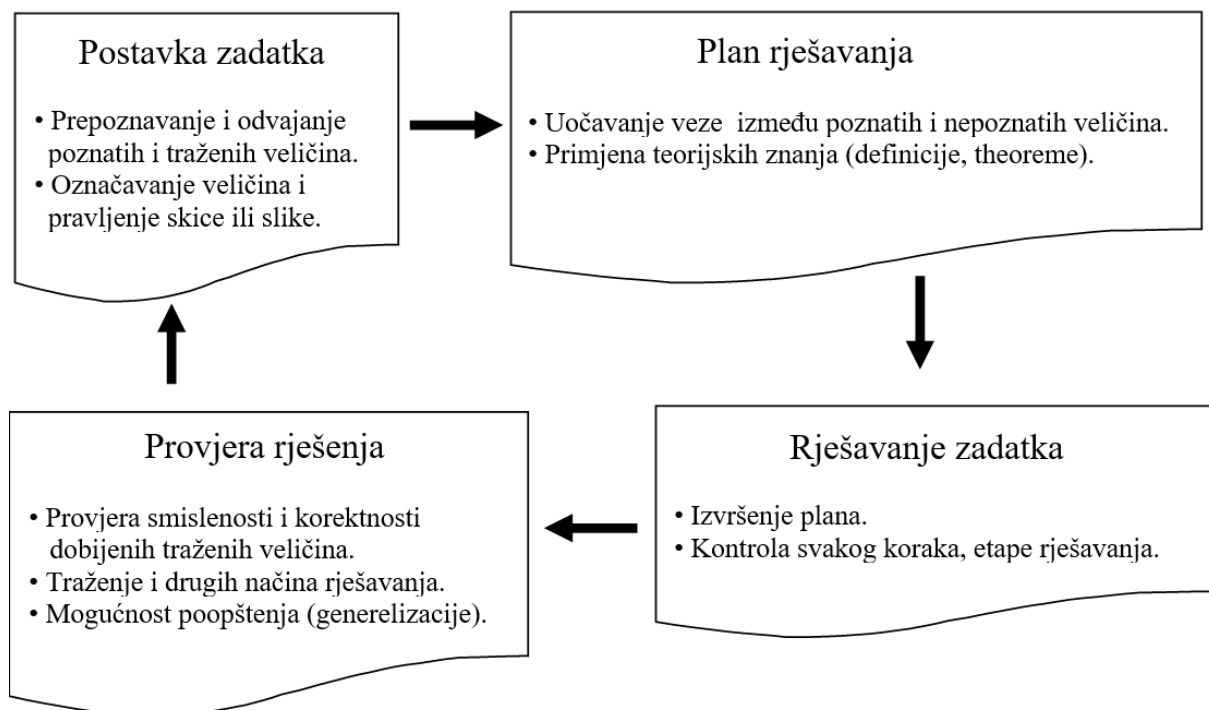 Postavka zadatka
• Prepoznavanje i odvajanje
poznatih i traženih veličina.
• Označavanje veličina i
pravljenje skice ili slike.
Plan rješavanja
• Uočavanje veze između poznatih i nepoznatih veličina.
• Primjena teorijskih znanja (definicije, theoreme).
Rješavanje zadatka
• Izvršenje plana.
• Kontrola svakog koraka, etape rješavanja.
Provjera rješenja
• Provjera smislenosti i korektnosti
dobijenih traženih veličina.
• Traženje i drugih načina rješavanja.
• Mogućnost poopštenja (generelizacije).